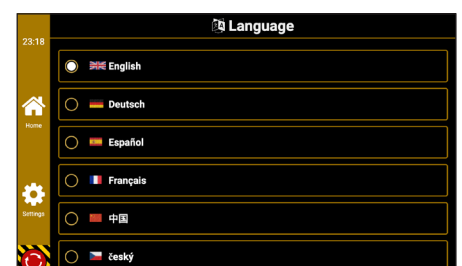 Language
23:18
English
Deutsch
Home
Español
Français
Settings
中国
český